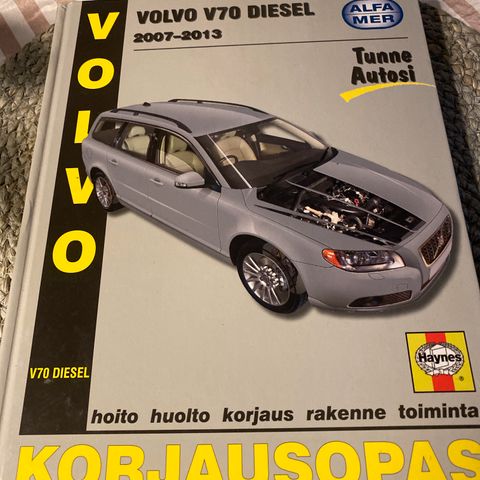 VOLVO
VOLVO V70 DIESEL
2007-2013
ALFA
MER
Tunne
Autosi
V70 DIESEL
Haynes
hoito huolto korjaus rakenne toiminta
KORJAUSOPAS